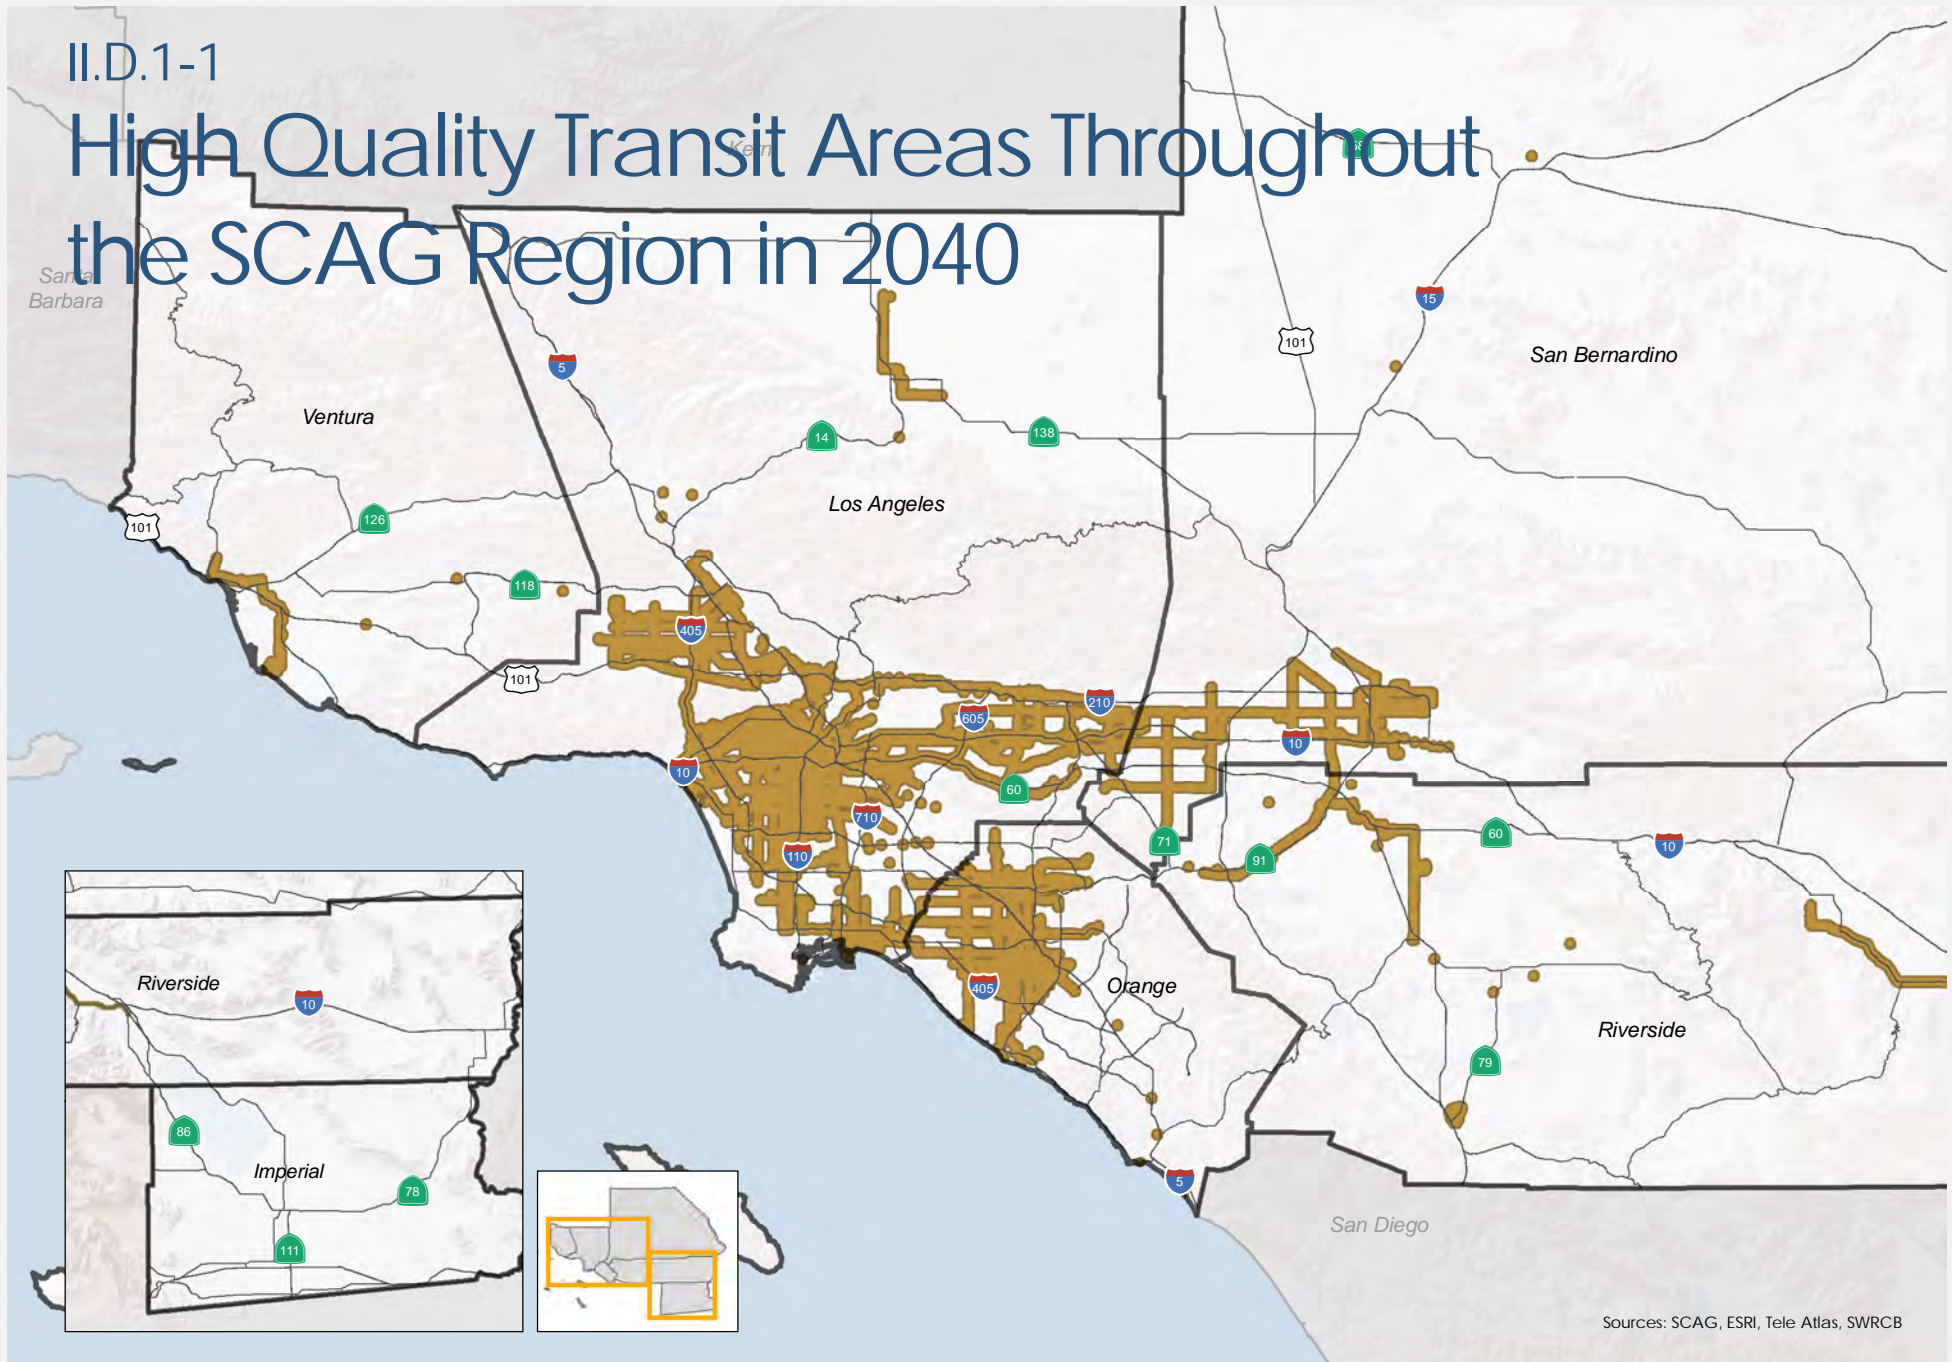 II.D.1-1
High Quality Transit Areas Throughout
the SCAG Region in 2040
Kern
58
Santa
Barbara
15
101
San Bernardino
5
Ventura
14
138
Los Angeles
126
101
118
405
101
210
605
10
10
60
710
110
71
91
60
10
405
Orange
Riverside
79
5
San Diego
Riverside
10
86
Imperial
78
111
Sources: SCAG, ESRI, Tele Atlas, SWRCB